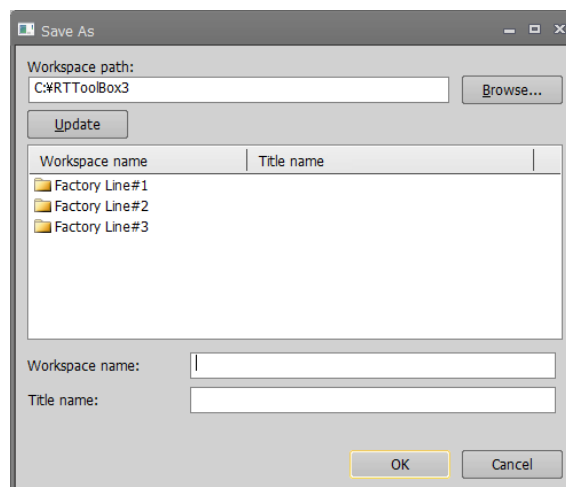 Save As
Workspace path:
C:¥RTToolBox3
Browse...
Update
Workspace name Title name
Factory Line#1
Factory Line#2
Factory Line#3
Workspace name:
Title name:
OK Cancel